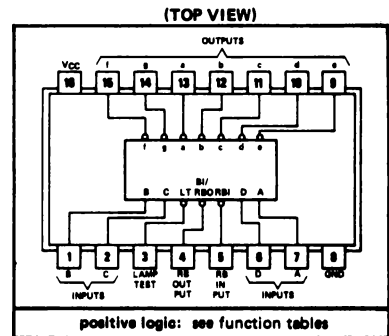 (TOP VIEW)
OUTPUTS
VCC f g a b c d e
16 15 14 13 12 11 10 9
f g a b c d e
BI/
B C LT RBO RBI D A
1 2 3 4 5 6 7 8
B C LAMP TEST RB OUT PUT RB IN PUT D A GND
INPUTS INPUTS
positive logic: see function tables